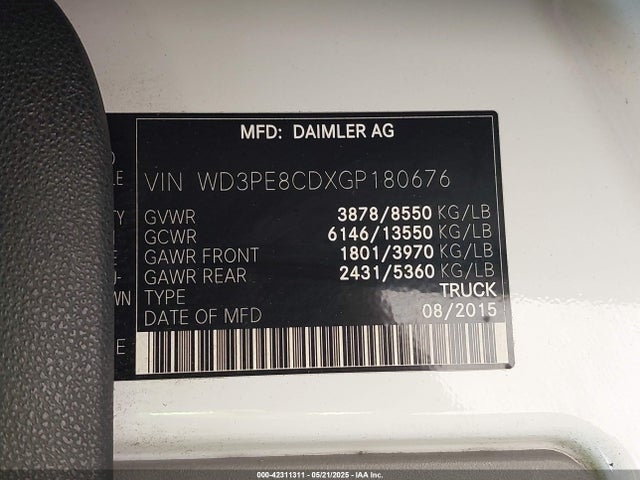 MFD: DAIMLER AG
VIN WD3PE8CDXGP180676
GVWR 3878/8550 KG/LB
GCWR 6146/13550 KG/LB
GAWR FRONT 1801/3970 KG/LB
GAWR REAR 2431/5360 KG/LB
TYPE TRUCK
DATE OF MFD 08/2015
000-42311311 - 05/21/2025 - IAA Inc.